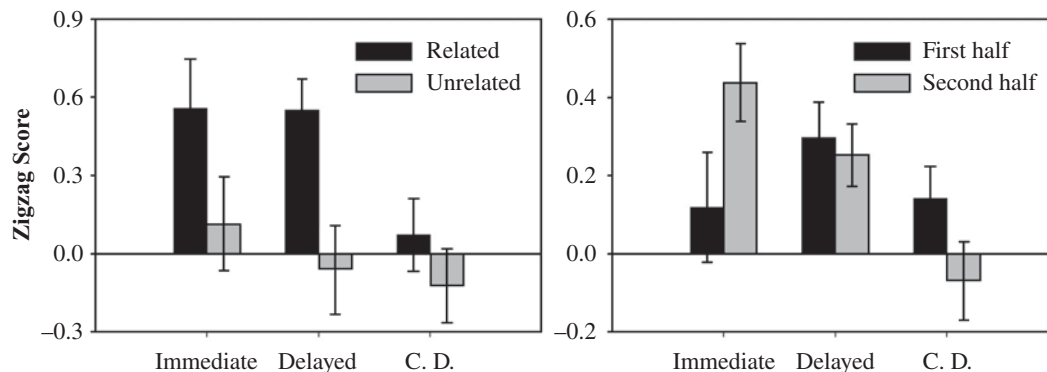 Zigzag Score
0.9
0.6
0.3
0.0
–0.3
Related
Unrelated
Immediate Delayed C. D.
0.6
0.4
0.2
0.0
–0.2
First half
Second half
Immediate Delayed C. D.